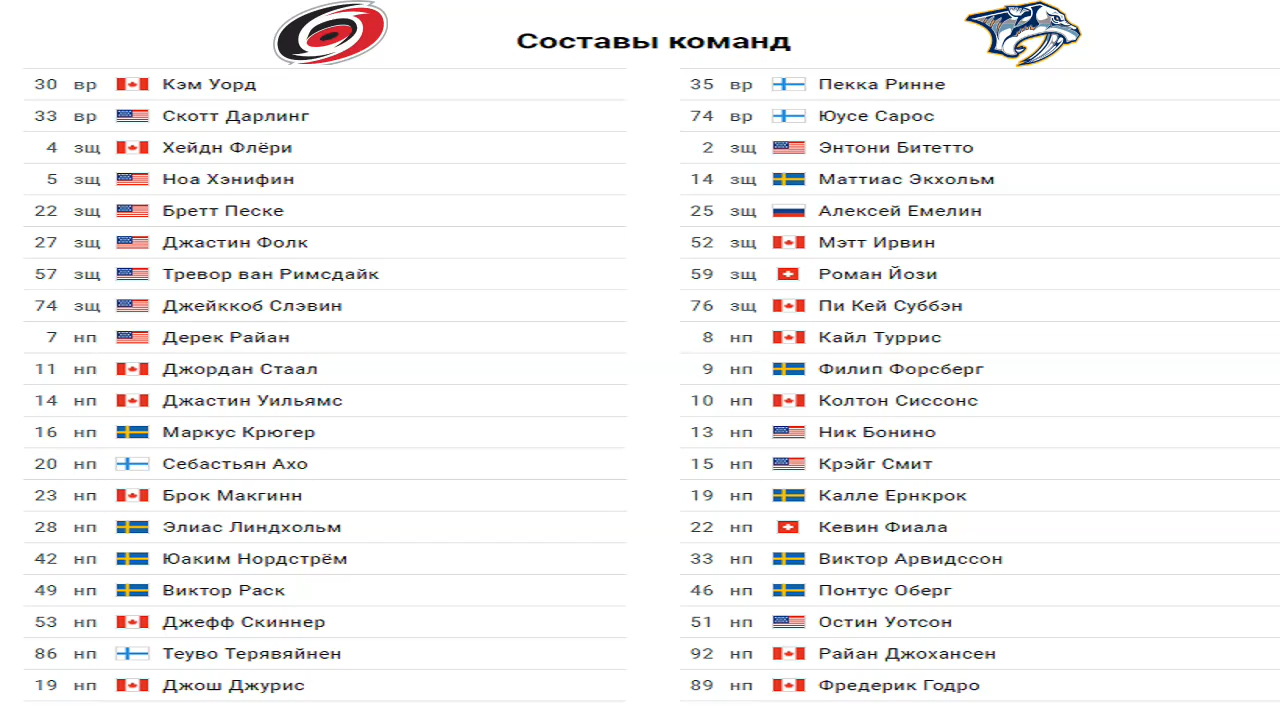 Составы команд
30 вр Кэм Уорд
33 вр Скотт Дарлинг
4 зщ Хейдн Флёри
5 зщ Ноа Хэнифин
22 зщ Бретт Песке
27 зщ Джастин Фолк
57 зщ Тревор ван Римсдайк
74 зщ Джейккоб Слэвин
7 нп Дерек Райан
11 нп Джордан Стаал
14 нп Джастин Уильямс
16 нп Маркус Крюгер
20 нп Себастьян Ахо
23 нп Брок Макгинн
28 нп Элиас Линдхольм
42 нп Юаким Нордстрём
49 нп Виктор Раск
53 нп Джефф Скиннер
86 нп Теуво Терявяйнен
19 нп Джош Джурис
35 вр Пекка Ринне
74 вр Юусе Сарос
2 зщ Энтони Битетто
14 зщ Маттиас Экхольм
25 зщ Алексей Емелин
52 зщ Мэтт Ирвин
59 зщ Роман Йози
76 зщ Пи Кей Суббэн
8 нп Кайл Туррис
9 нп Филип Форсберг
10 нп Колтон Сиссонс
13 нп Ник Бонино
15 нп Крэйг Смит
19 нп Калле Ернкрок
22 нп Кевин Фиала
33 нп Виктор Арвидссон
46 нп Понтус Оберг
51 нп Остин Уотсон
92 нп Райан Джохансен
89 нп Фредерик Годро